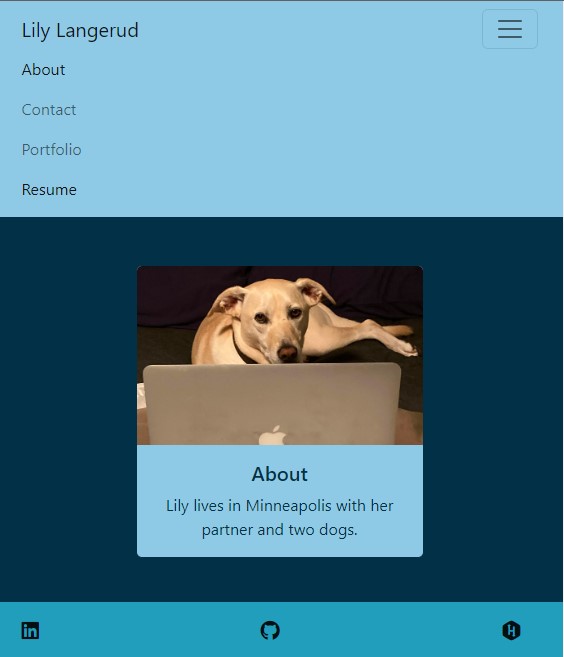 Lily Langerud
About
Contact
Portfolio
Resume
About
Lily lives in Minneapolis with her
partner and two dogs.